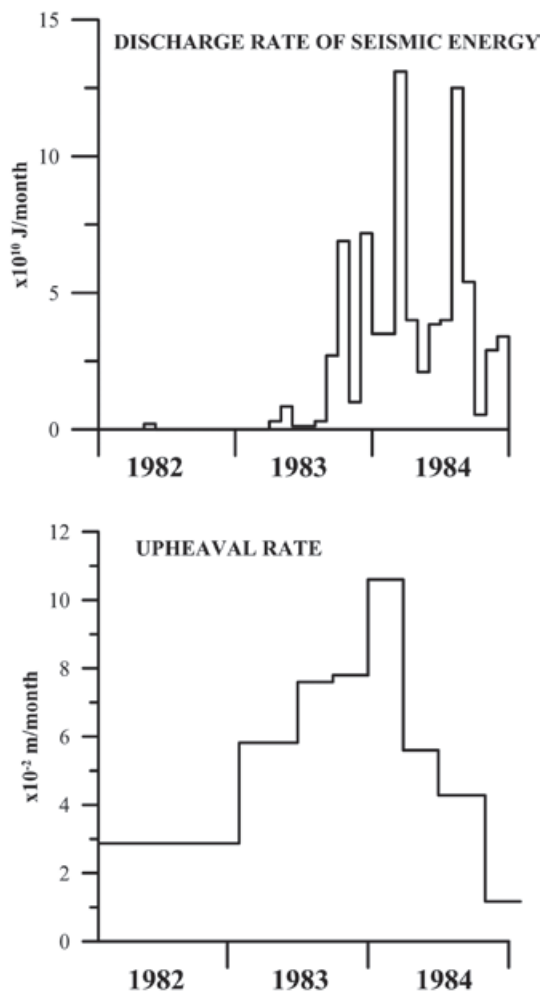 15
DISCHARGE RATE OF SEISMIC ENERGY
10
x10¹⁰ J/month
5
0
1982 1983 1984
12
UPHEAVAL RATE
10
8
x10⁻² m/month
6
4
2
0
1982 1983 1984